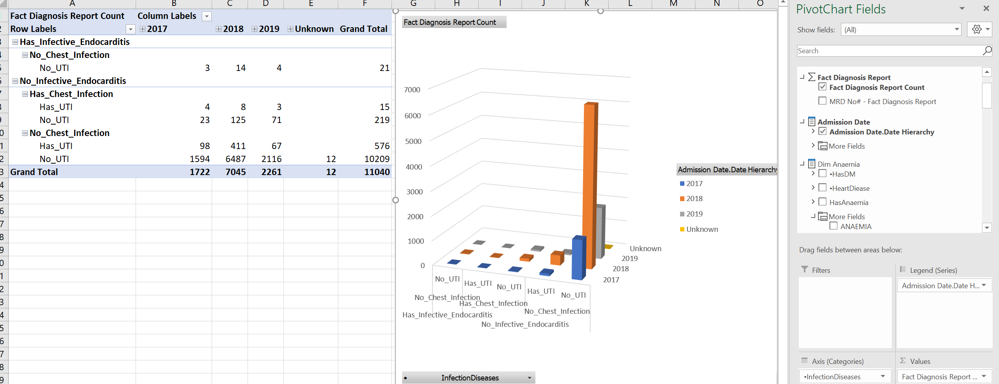 A B C D E F G H I J K L M N O
Fact Diagnosis Report Count Column Labels
Row Labels 2017 2018 2019 Unknown Grand Total
Has_Infective_Endocarditis
No_Chest_Infection
No_UTI 3 14 4 21
No_Infective_Endocarditis
Has_Chest_Infection
Has_UTI 4 8 3 15
No_UTI 23 125 71 219
No_Chest_Infection
Has_UTI 98 411 67 576
No_UTI 1594 6487 2116 12 10209
Grand Total 1722 7045 2261 12 11040
Fact Diagnosis Report Count
7000
6000
5000
4000
3000
2000
1000
0
Unknown
2019
2018
2017
No_UTI Has_UTI No_UTI Has_UTI No_UTI
No_Chest_Infection Has_Chest_Infection No_Chest_Infection
Has_Infective_Endocarditis No_Infective_Endocarditis
Admission Date.Date Hierarchy
2017
2018
2019
Unknown
•InfectionDiseases
PivotChart Fields
Show fields: (All)
Search
Fact Diagnosis Report
Fact Diagnosis Report Count
MRD No# - Fact Diagnosis Report
Admission Date
Admission Date.Date Hierarchy
More Fields
Dim Anaemia
•HasDM
•HeartDiease
HasAnaemia
More Fields
ANAEMIA
Drag fields between areas below:
Filters
Legend (Series)
Admission Date.Date H...
Axis (Categories)
•InfectionDiseases
Values
Fact Diagnosis Report ...